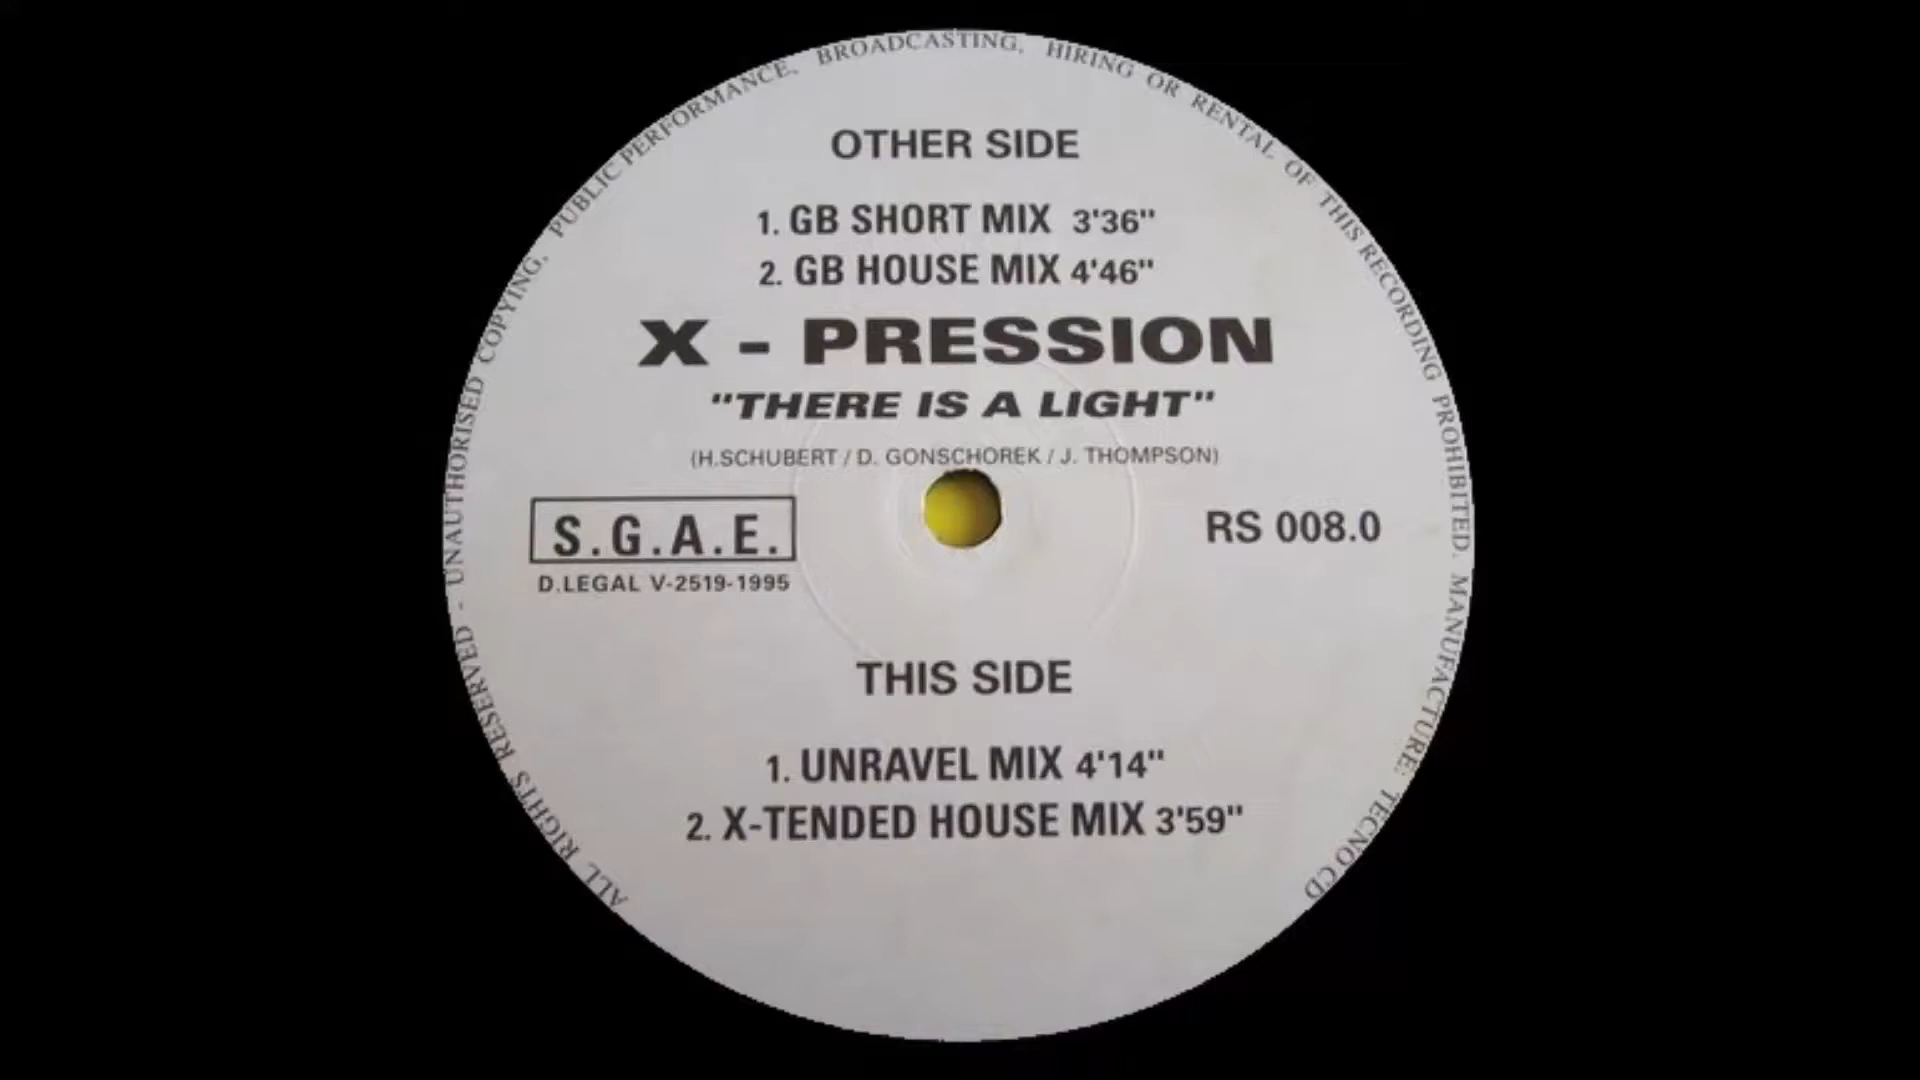 ALL RIGHTS RESERVED - UNAUTHORISED COPYING, PUBLIC PERFORMANCE, BROADCASTING, HIRING OR RENTAL OF THIS RECORDING PROHIBITED. MANUFACTURE: TECNO CD
OTHER SIDE
1. GB SHORT MIX 3'36"
2. GB HOUSE MIX 4'46"
X - PRESSION
"THERE IS A LIGHT"
(H.SCHUBERT / D. GONSCHOREK / J. THOMPSON)
S.G.A.E.
D.LEGAL V-2519-1995
RS 008.0
THIS SIDE
1. UNRAVEL MIX 4'14"
2. X-TENDED HOUSE MIX 3'59"